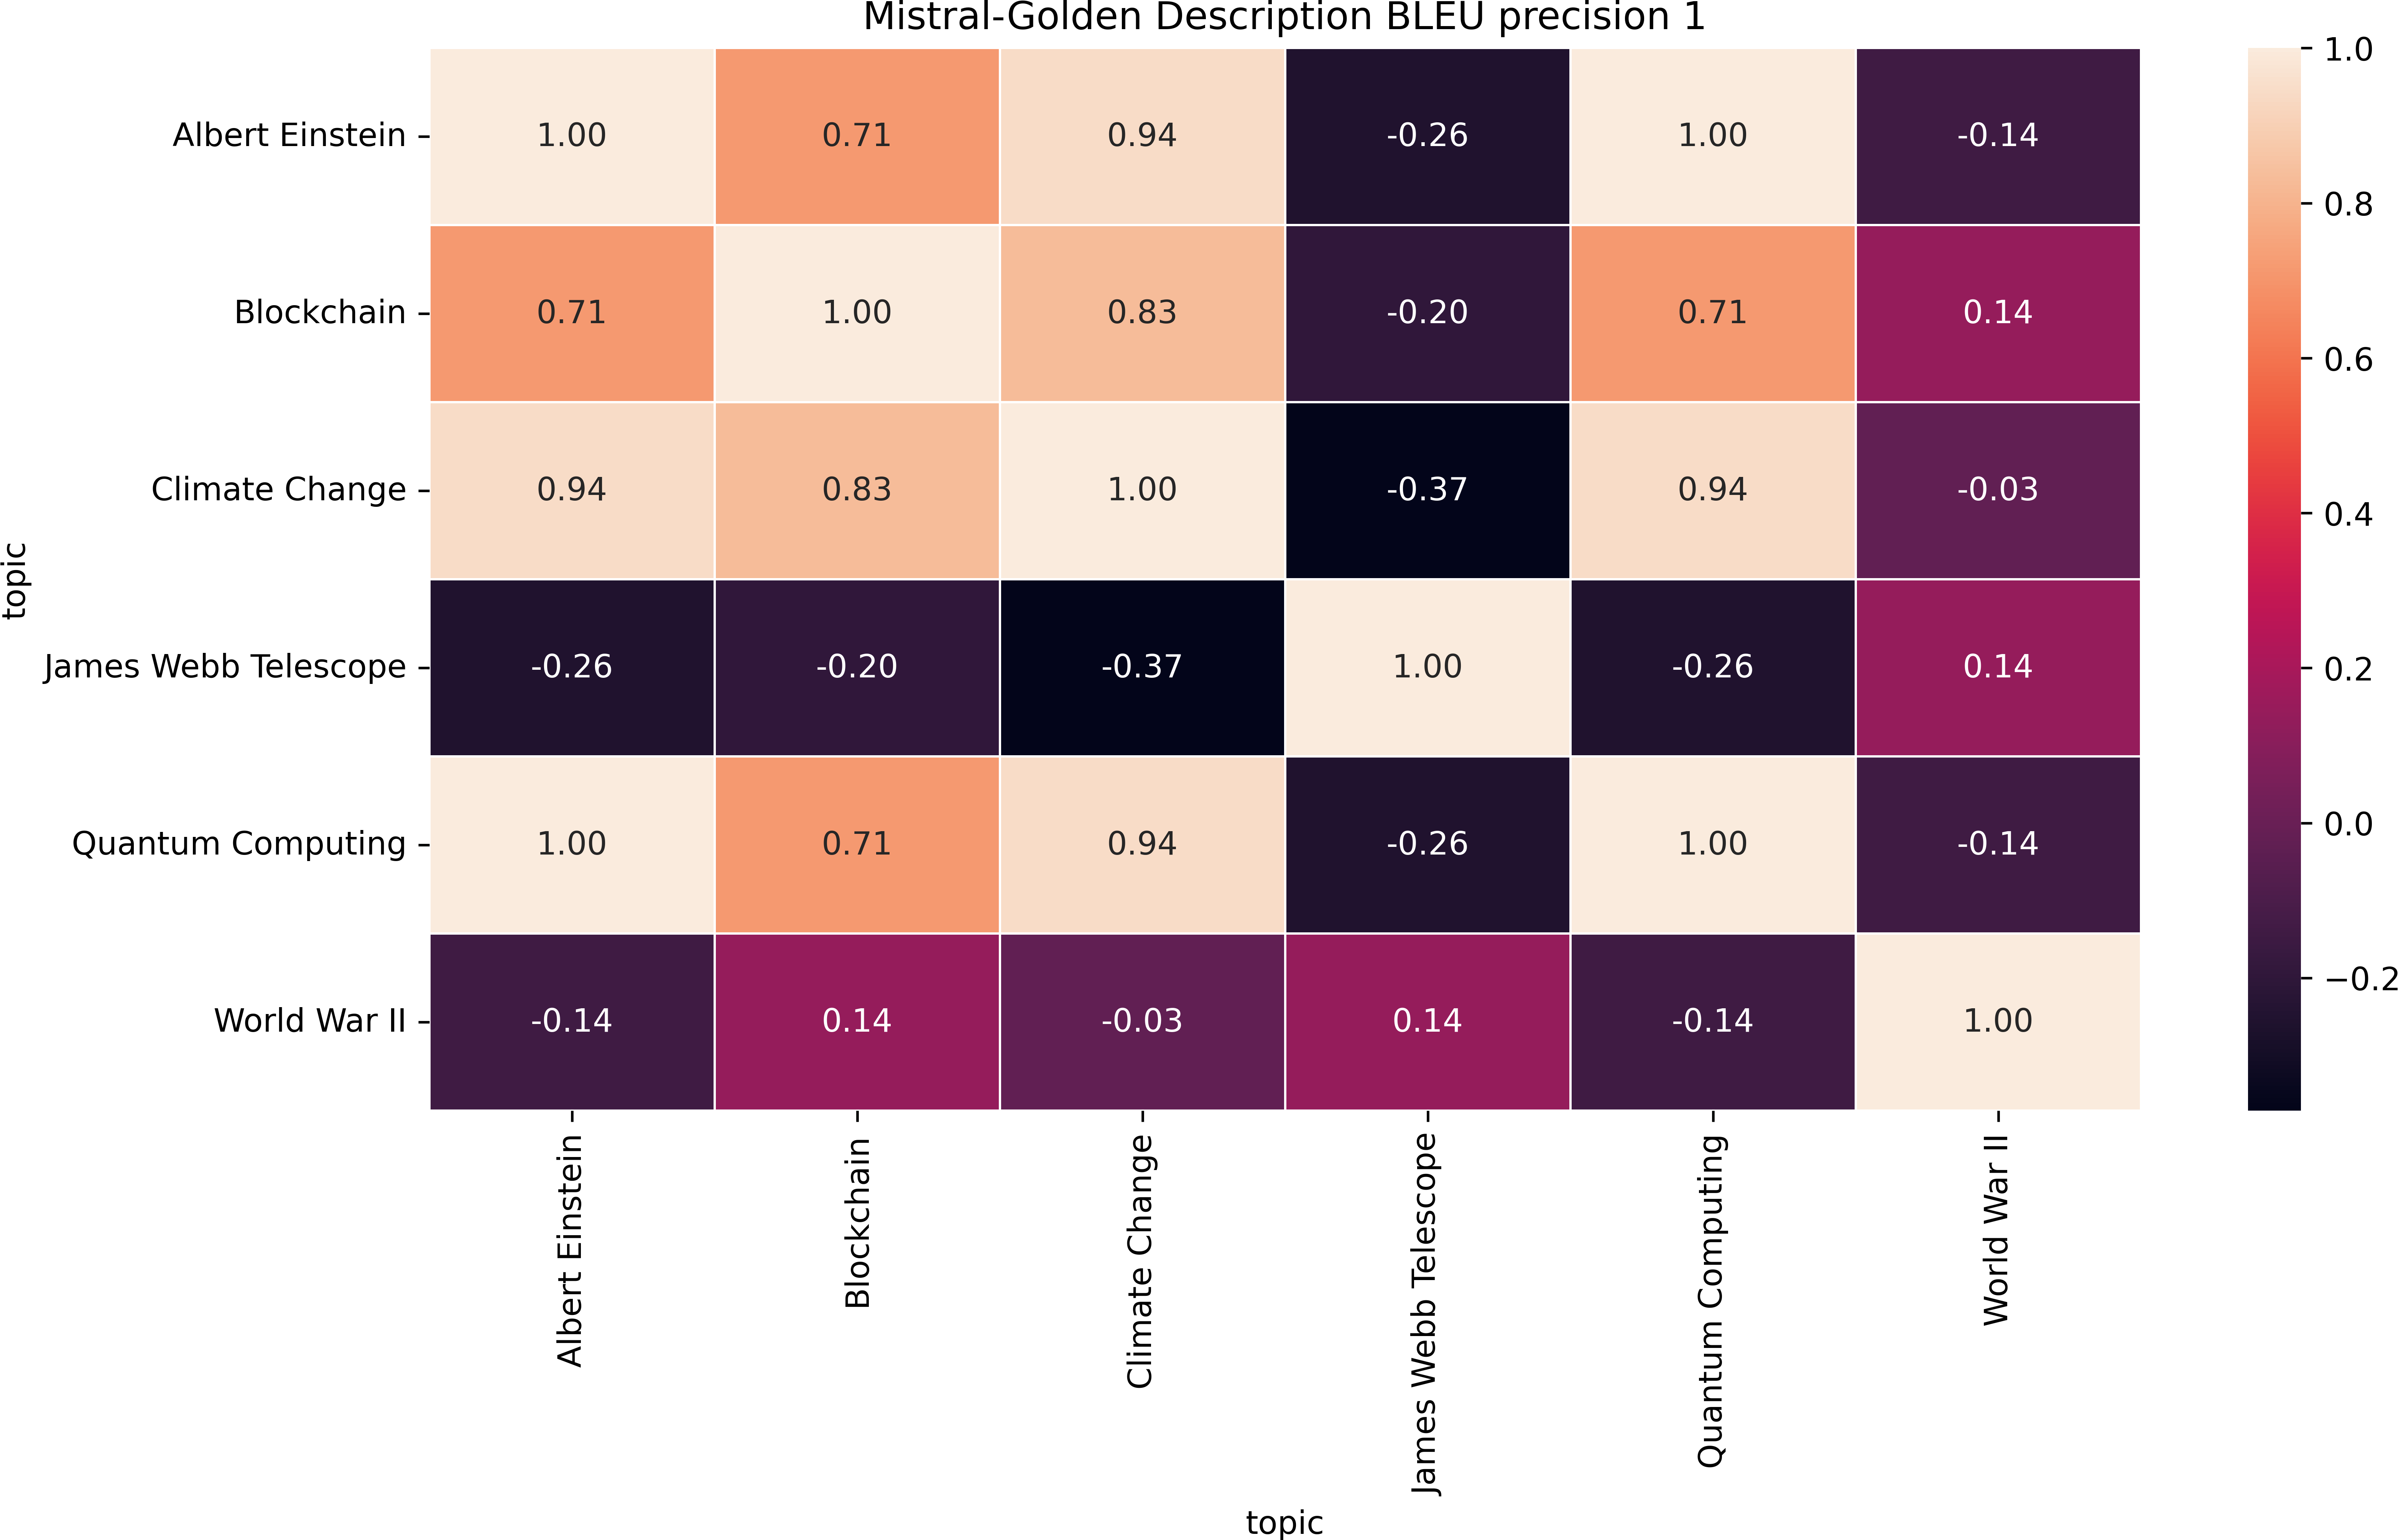 Mistral-Golden Description BLEU precision 1
Albert Einstein 1.00 0.71 0.94 -0.26 1.00 -0.14
Blockchain 0.71 1.00 0.83 -0.20 0.71 0.14
Climate Change 0.94 0.83 1.00 -0.37 0.94 -0.03
James Webb Telescope -0.26 -0.20 -0.37 1.00 -0.26 0.14
Quantum Computing 1.00 0.71 0.94 -0.26 1.00 -0.14
World War II -0.14 0.14 -0.03 0.14 -0.14 1.00
topic
Albert Einstein
Blockchain
Climate Change
James Webb Telescope
Quantum Computing
World War II
topic
1.0
0.8
0.6
0.4
0.2
0.0
−0.2